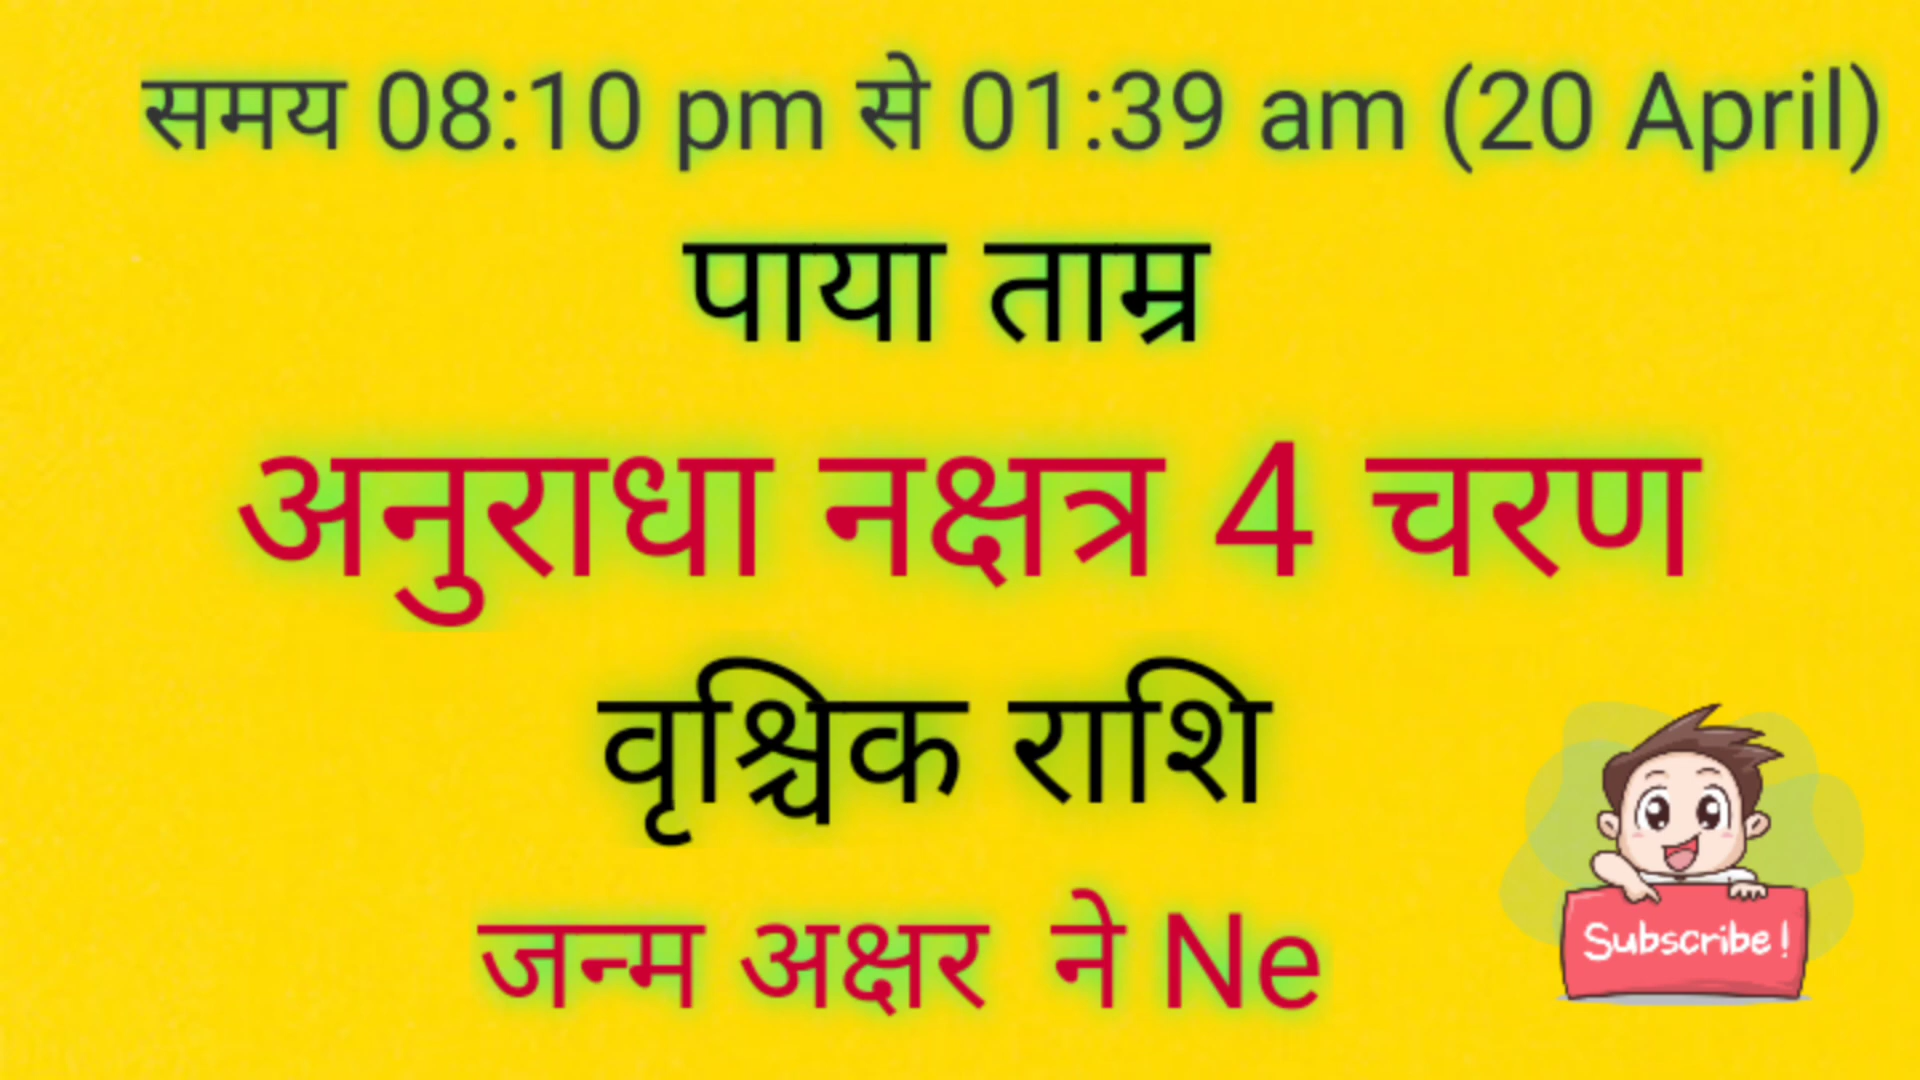 समय 08:10 pm से 01:39 am (20 April)
पाया ताम्र
अनुराधा नक्षत्र 4 चरण
वृश्चिक राशि
जन्म अक्षर ने Ne
Subscribe!